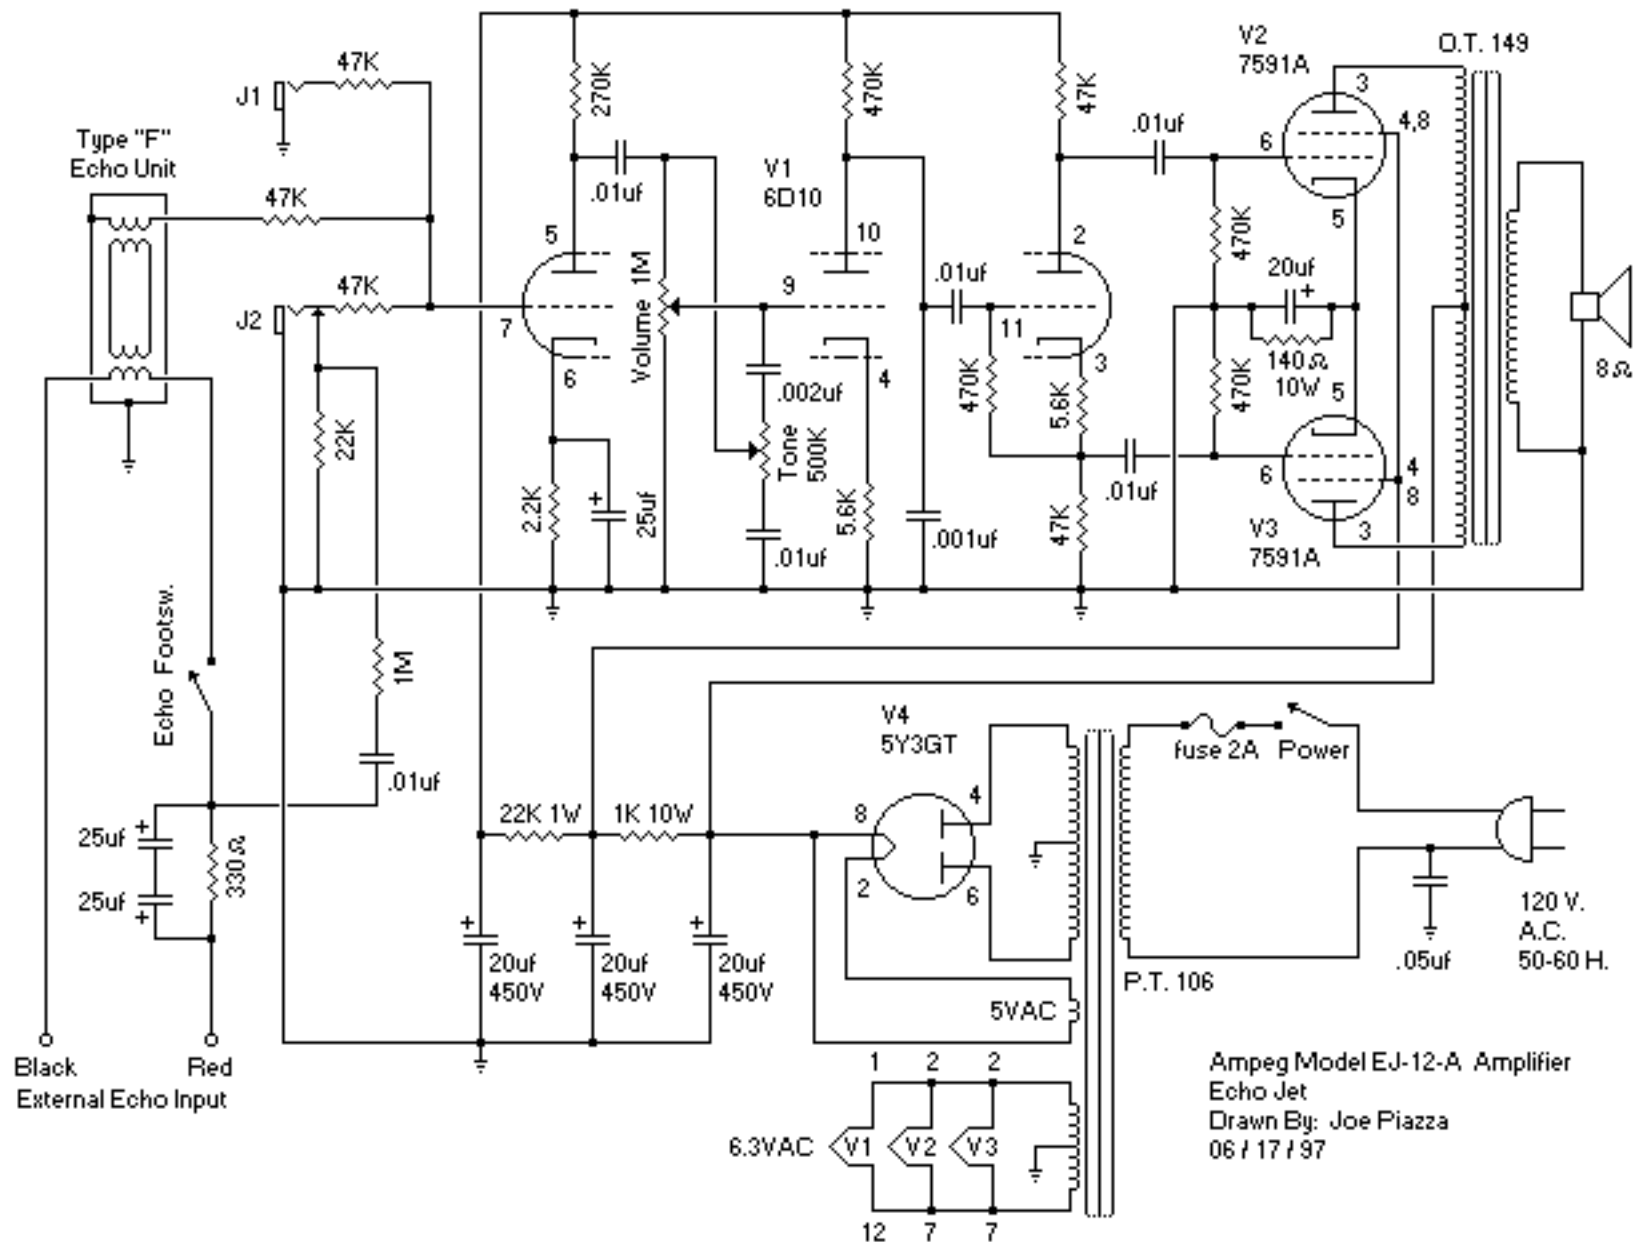 V2
7591A
O.T. 149
47K
J1
270K
470K
47K
3
4,8
.01uf
6
Type "F"
Echo Unit
V1
6D10
.01uf
47K
5
5
10
2
470K
Volume 1M
9
.01uf
20uf
+
47K
J2
7
11
6
4
3
.002uf
470K
5.6K
140Ω
10W
5
470K
8Ω
22K
Tone
500K
6
4
8
.01uf
2.2K
+
25uf
5.6K
.01uf
.001uf
47K
V3
7591A
3
Echo Footsw.
1M
V4
5Y3GT
fuse 2A
Power
.01uf
4
22K 1W
1K 10W
8
25uf
+
330Ω
2
6
25uf
+
120 V.
A.C.
50-60 H.
+
+
+
20uf
450V
20uf
450V
20uf
450V
.05uf
P.T. 106
5VAC
Black
Red
External Echo Input
1
2
2
Ampeg Model EJ-12-A Amplifier
Echo Jet
Drawn By: Joe Piazza
06 / 17 / 97
6.3VAC
V1
V2
V3
12
7
7